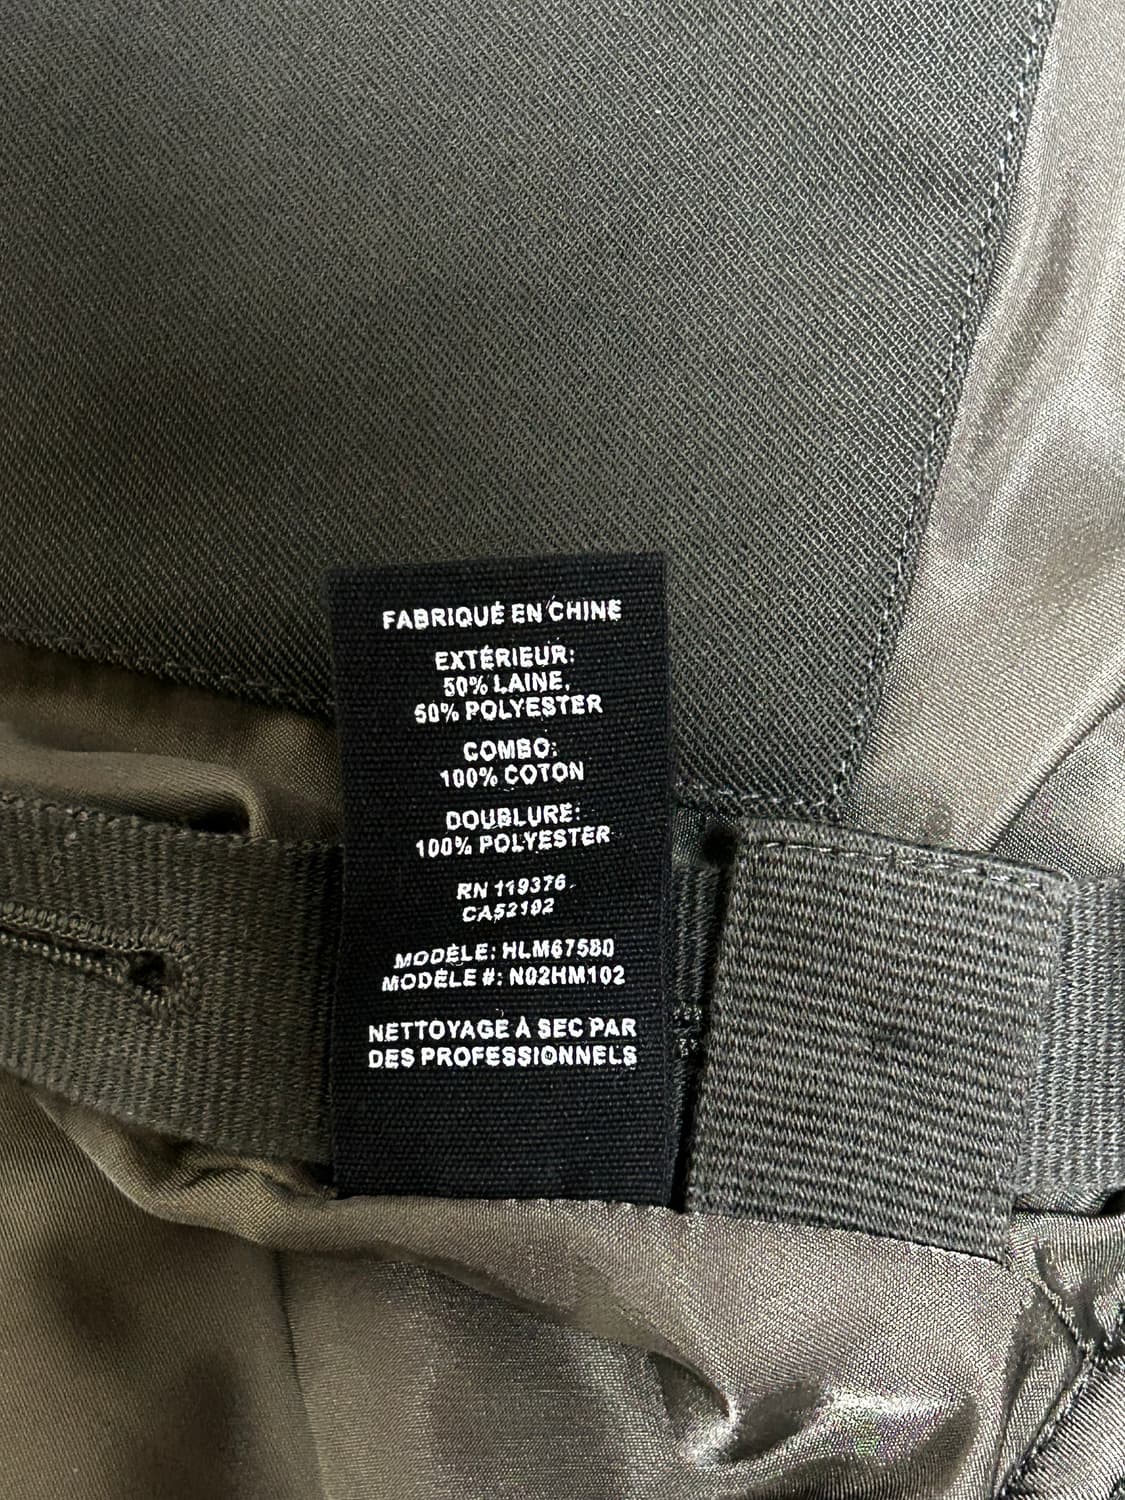 FABRIQUÉ EN CHINE
EXTÉRIEUR:
50% LAINE,
50% POLYESTER
COMBO:
100% COTON
DOUBLURE:
100% POLYESTER
RN 119376
CA52102
MODÈLE: HLM67580
MODÈLE #: N02HM102
NETTOYAGE À SEC PAR
DES PROFESSIONNELS